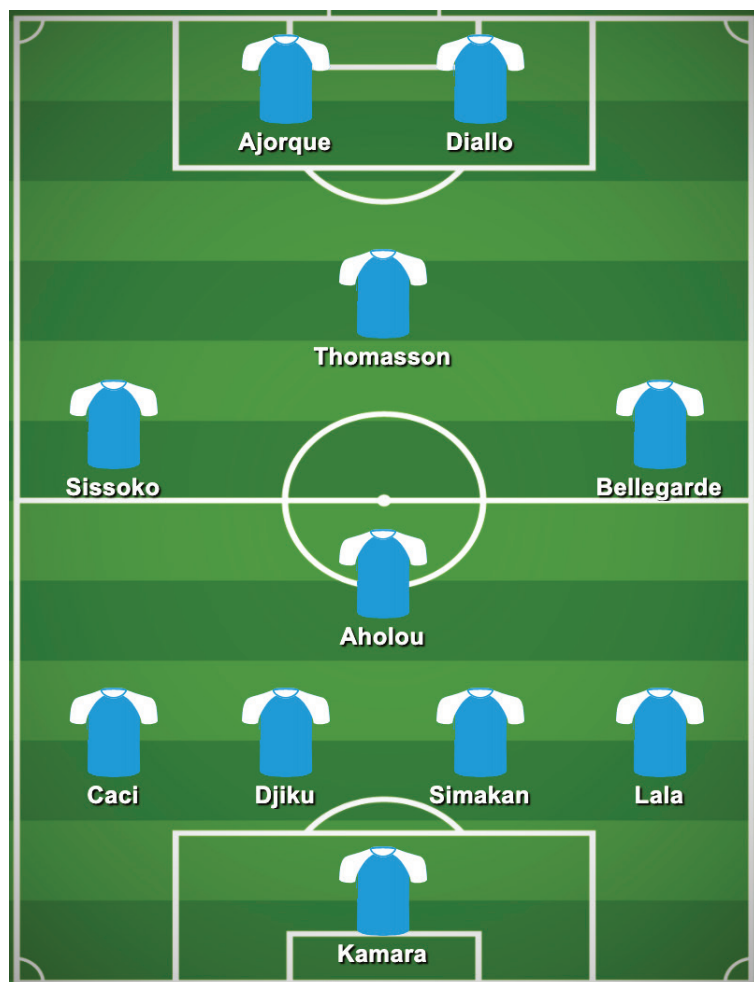 Ajorque Diallo
Thomasson
Sissoko Bellegarde
Aholou
Caci Djiku Simakan Lala
Kamara